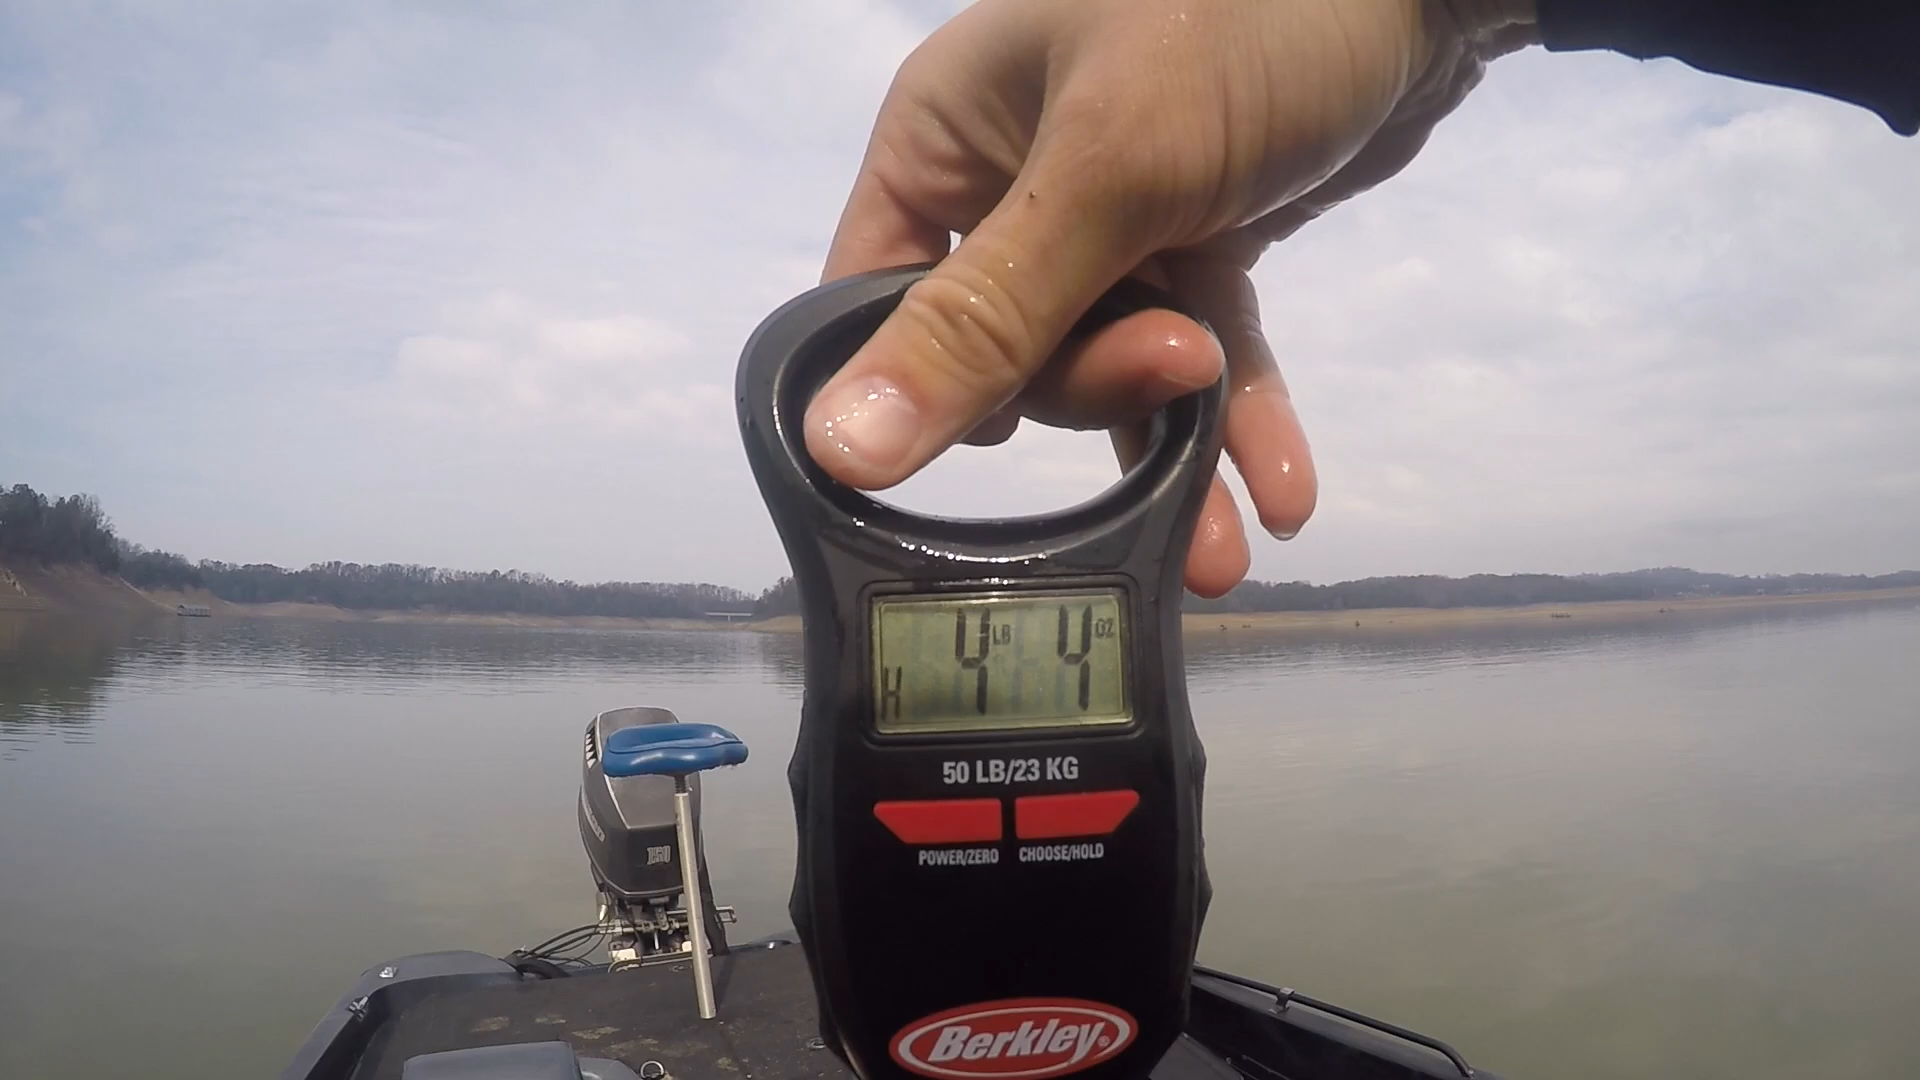 4 LB 4 OZ
H
50 LB/23 KG
POWER/ZERO CHOOSE/HOLD
150
Berkley®